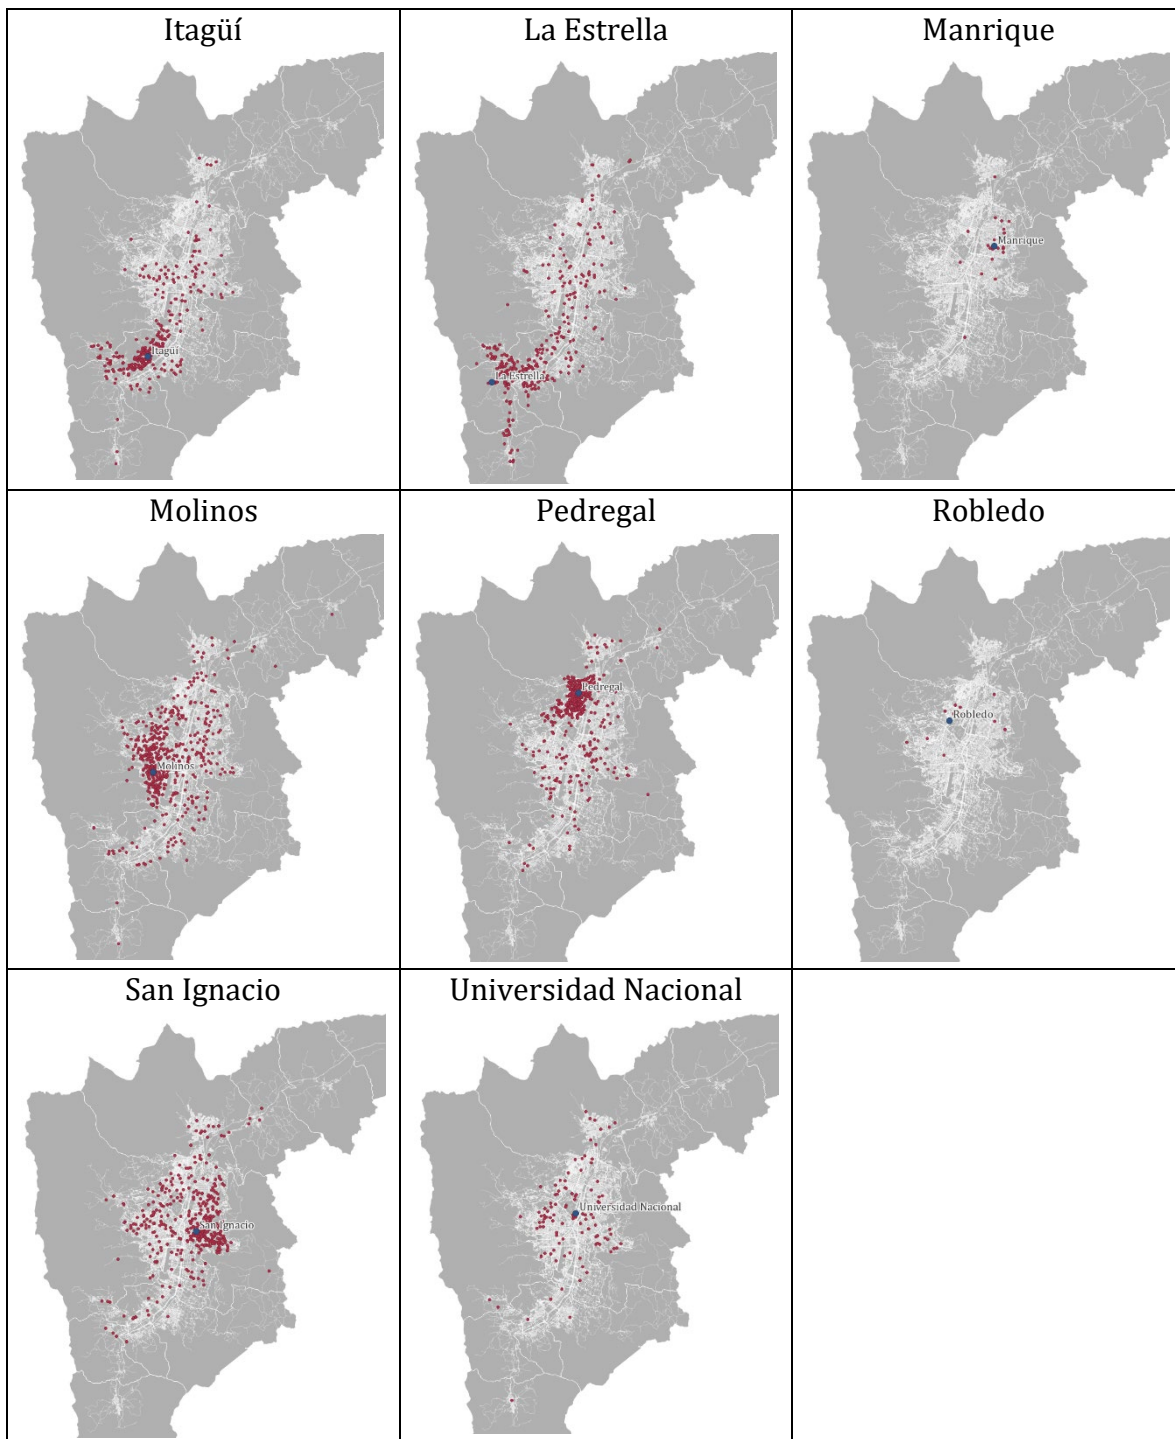 Itagüí
La Estrella
Manrique
Itagüí
La Estrella
Manrique
Molinos
Pedregal
Robledo
Molinos
Pedregal
Robledo
San Ignacio
Universidad Nacional
San Ignacio
Universidad Nacional